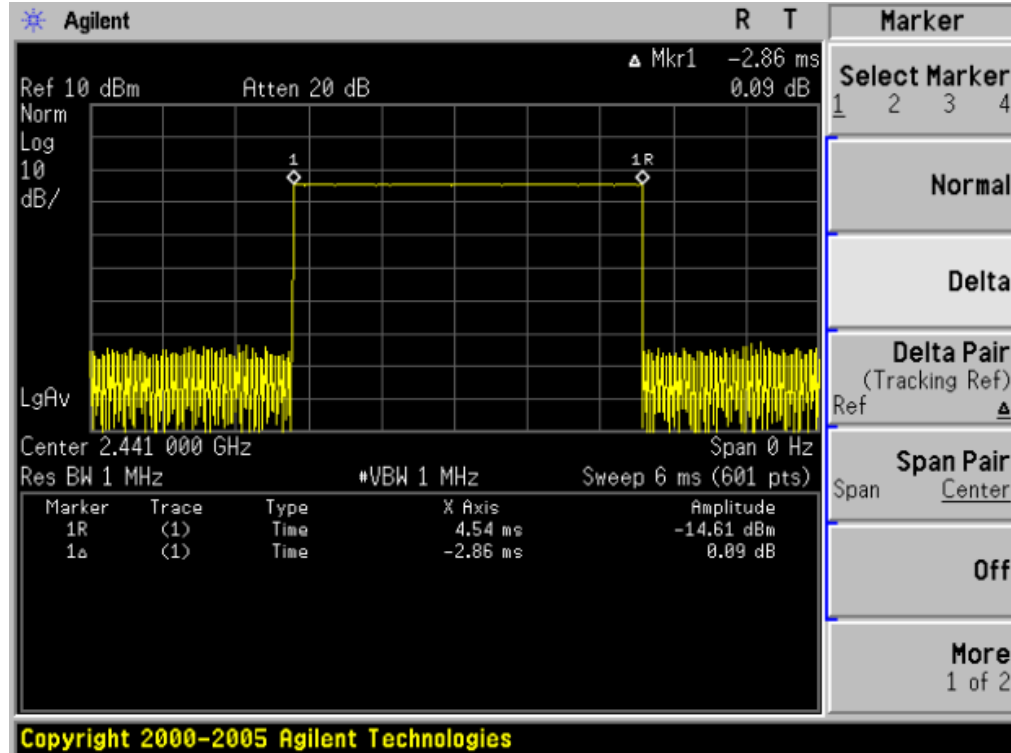 Agilent R T Marker
Δ Mkr1 -2.86 ms
Ref 10 dBm Atten 20 dB 0.09 dB
Norm
Log
10
dB/
1 1R
LgAv
Center 2.441 000 GHz Span 0 Hz
Res BW 1 MHz #VBW 1 MHz Sweep 6 ms (601 pts)
Marker Trace Type X Axis Amplitude
1R (1) Time 4.54 ms -14.61 dBm
1Δ (1) Time -2.86 ms 0.09 dB
Select Marker
1 2 3 4
Normal
Delta
Delta Pair
(Tracking Ref)
Ref Δ
Span Pair
Span Center
Off
More
1 of 2
Copyright 2000-2005 Agilent Technologies